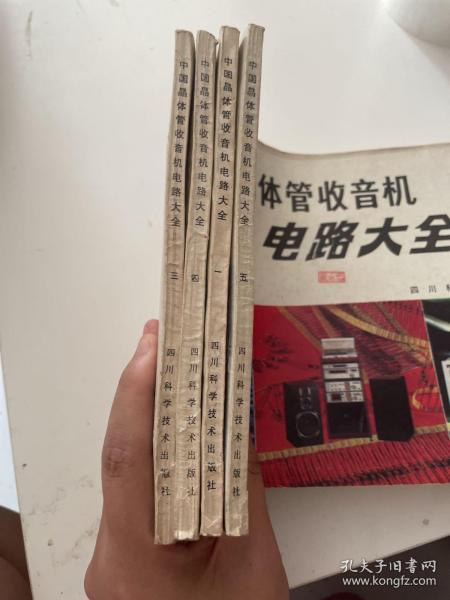 中国晶体管收音机电路大全 三 四川科学技术出版社
中国晶体管收音机电路大全 四 四川科学技术出版社
中国晶体管收音机电路大全 一 四川科学技术出版社
中国晶体管收音机电路大全 五 四川科学技术出版社
体管收音机
电路大全
四川科
孔夫子旧书网
www.kongfz.com